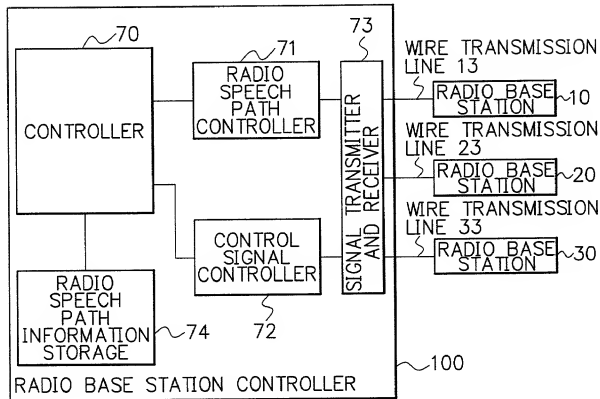 70
CONTROLLER
71
RADIO
SPEECH
PATH
CONTROLLER
73
SIGNAL TRANSMITTER
AND RECEIVER
CONTROL
SIGNAL
CONTROLLER
72
RADIO
SPEECH
PATH
INFORMATION
STORAGE
74
WIRE TRANSMISSION
LINE 13
RADIO BASE
STATION
10
WIRE TRANSMISSION
LINE 23
RADIO BASE
STATION
20
WIRE TRANSMISSION
LINE 33
RADIO BASE
STATION
30
100
RADIO BASE STATION CONTROLLER